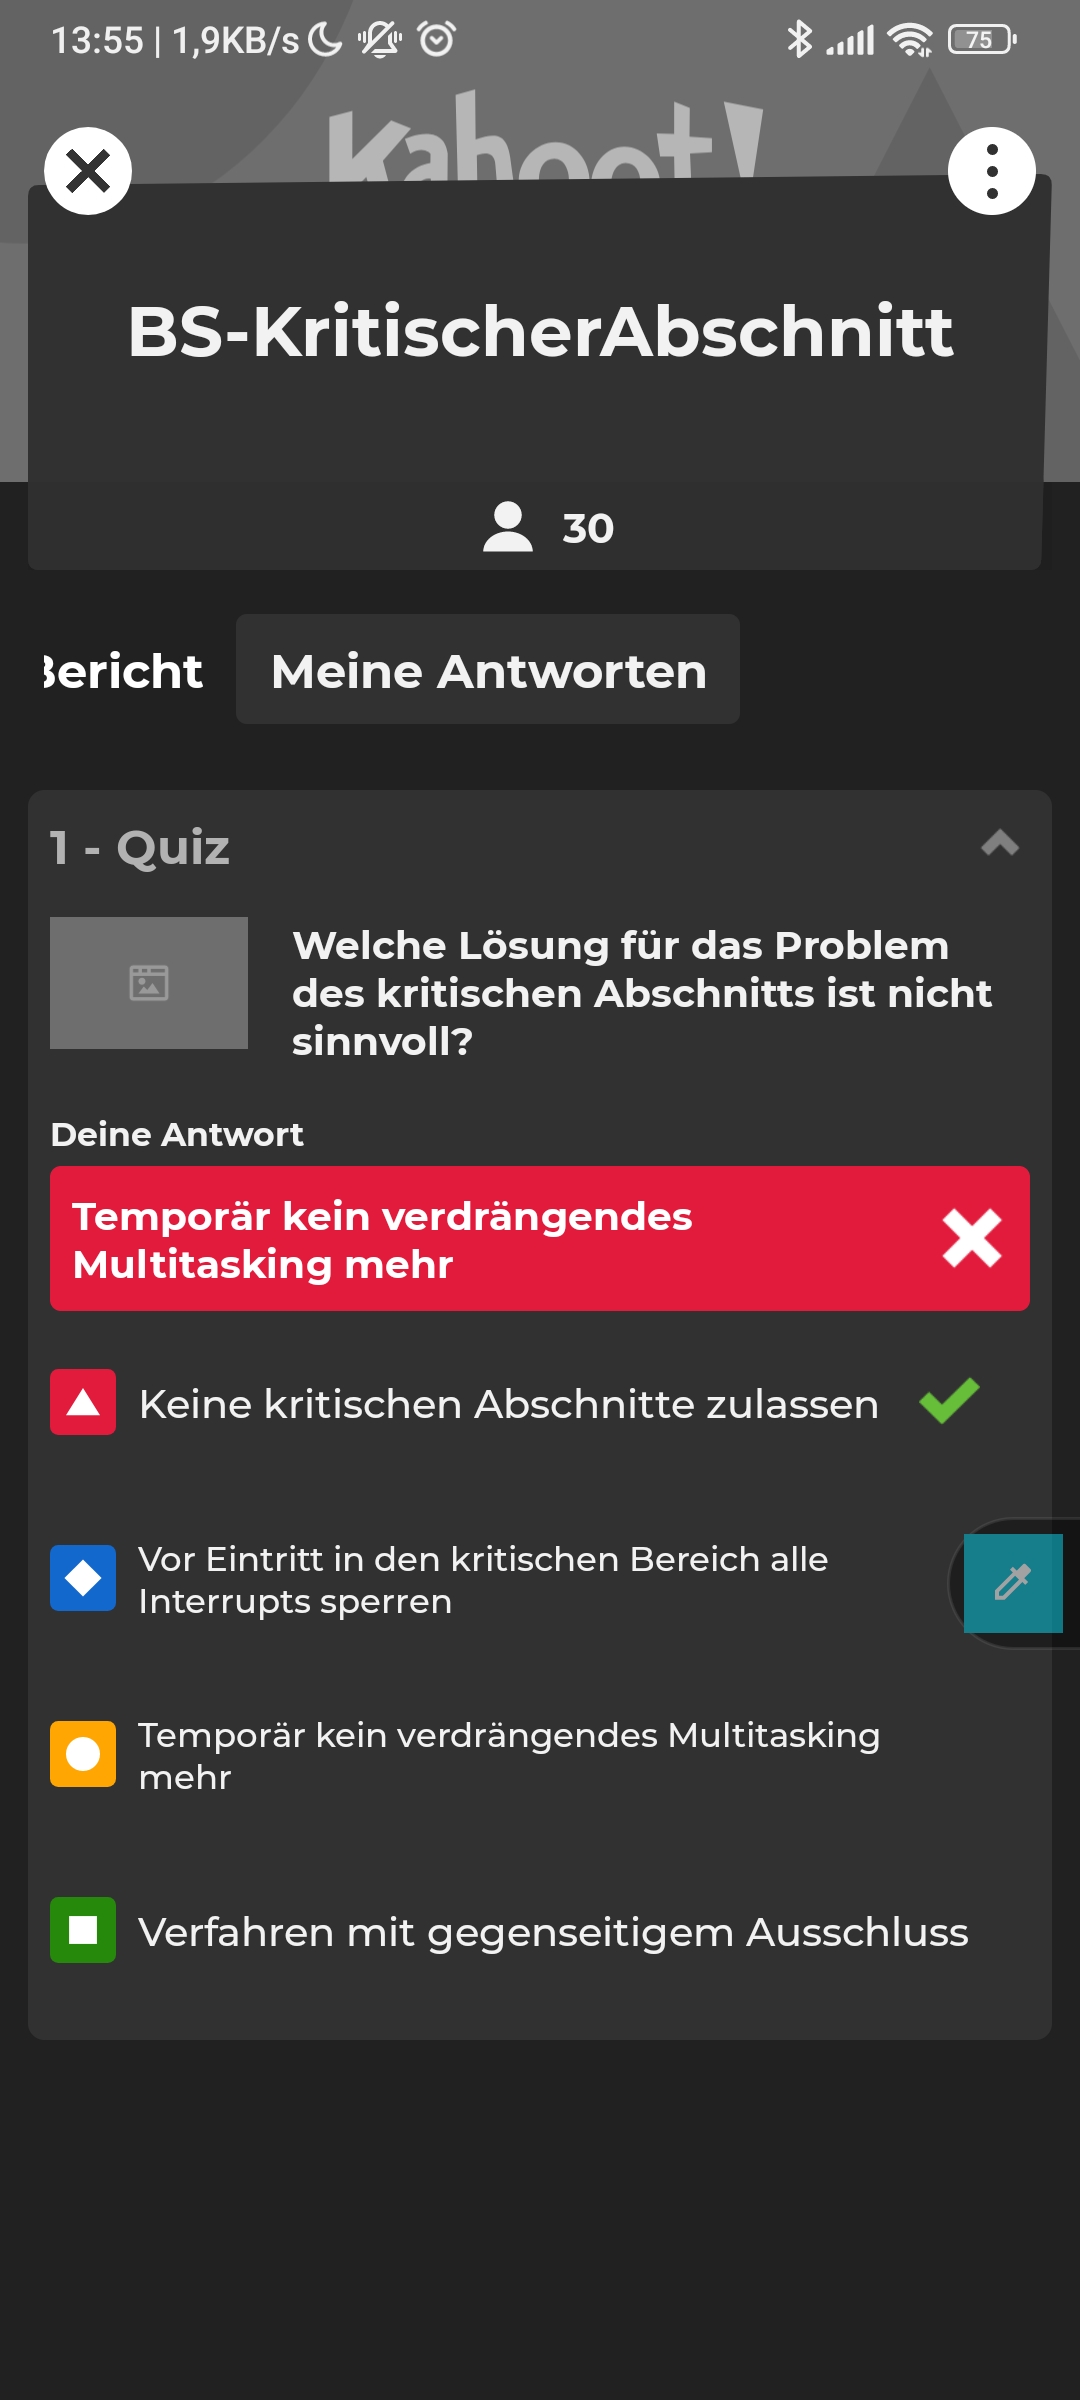 13:55 | 1,9KB/s
75
Kahoot!
BS-KritischerAbschnitt
30
Bericht
Meine Antworten
1 - Quiz
Welche Lösung für das Problem
des kritischen Abschnitts ist nicht
sinnvoll?
Deine Antwort
Temporär kein verdrängendes
Multitasking mehr
Keine kritischen Abschnitte zulassen
Vor Eintritt in den kritischen Bereich alle
Interrupts sperren
Temporär kein verdrängendes Multitasking
mehr
Verfahren mit gegenseitigem Ausschluss